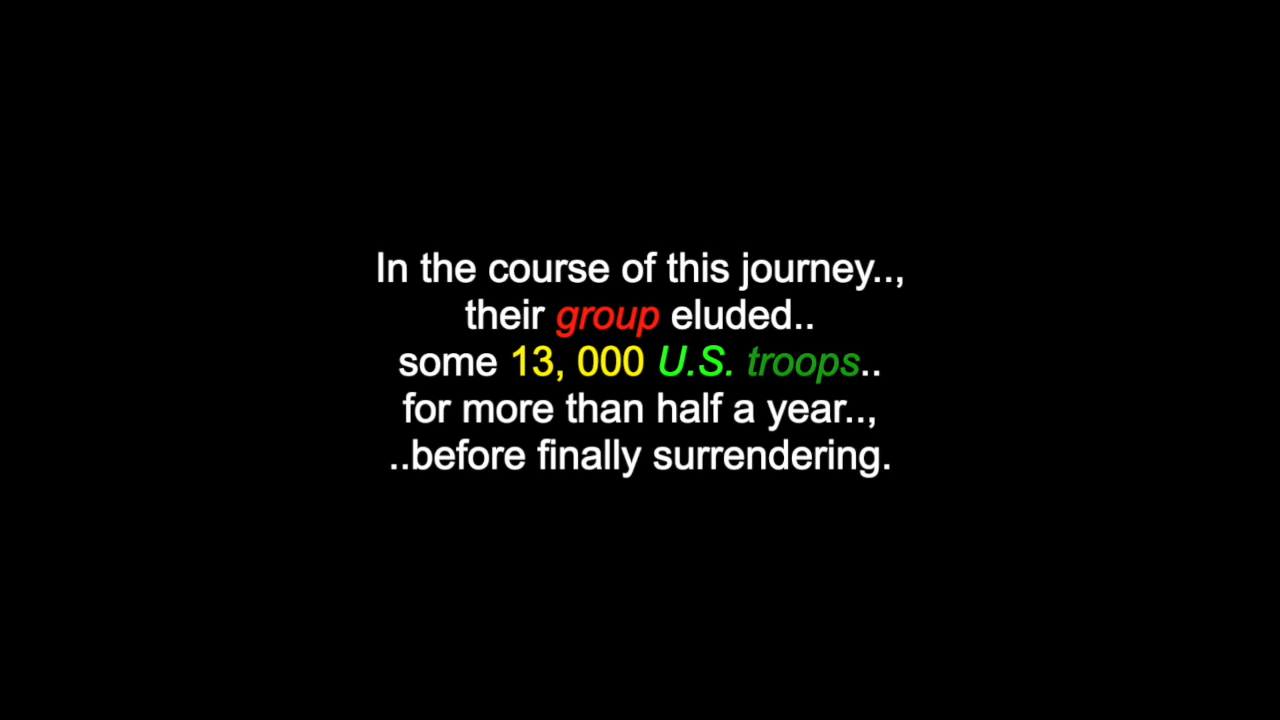 In the course of this journey..,
their group eluded..
some 13, 000 U.S. troops..
for more than half a year..,
..before finally surrendering.